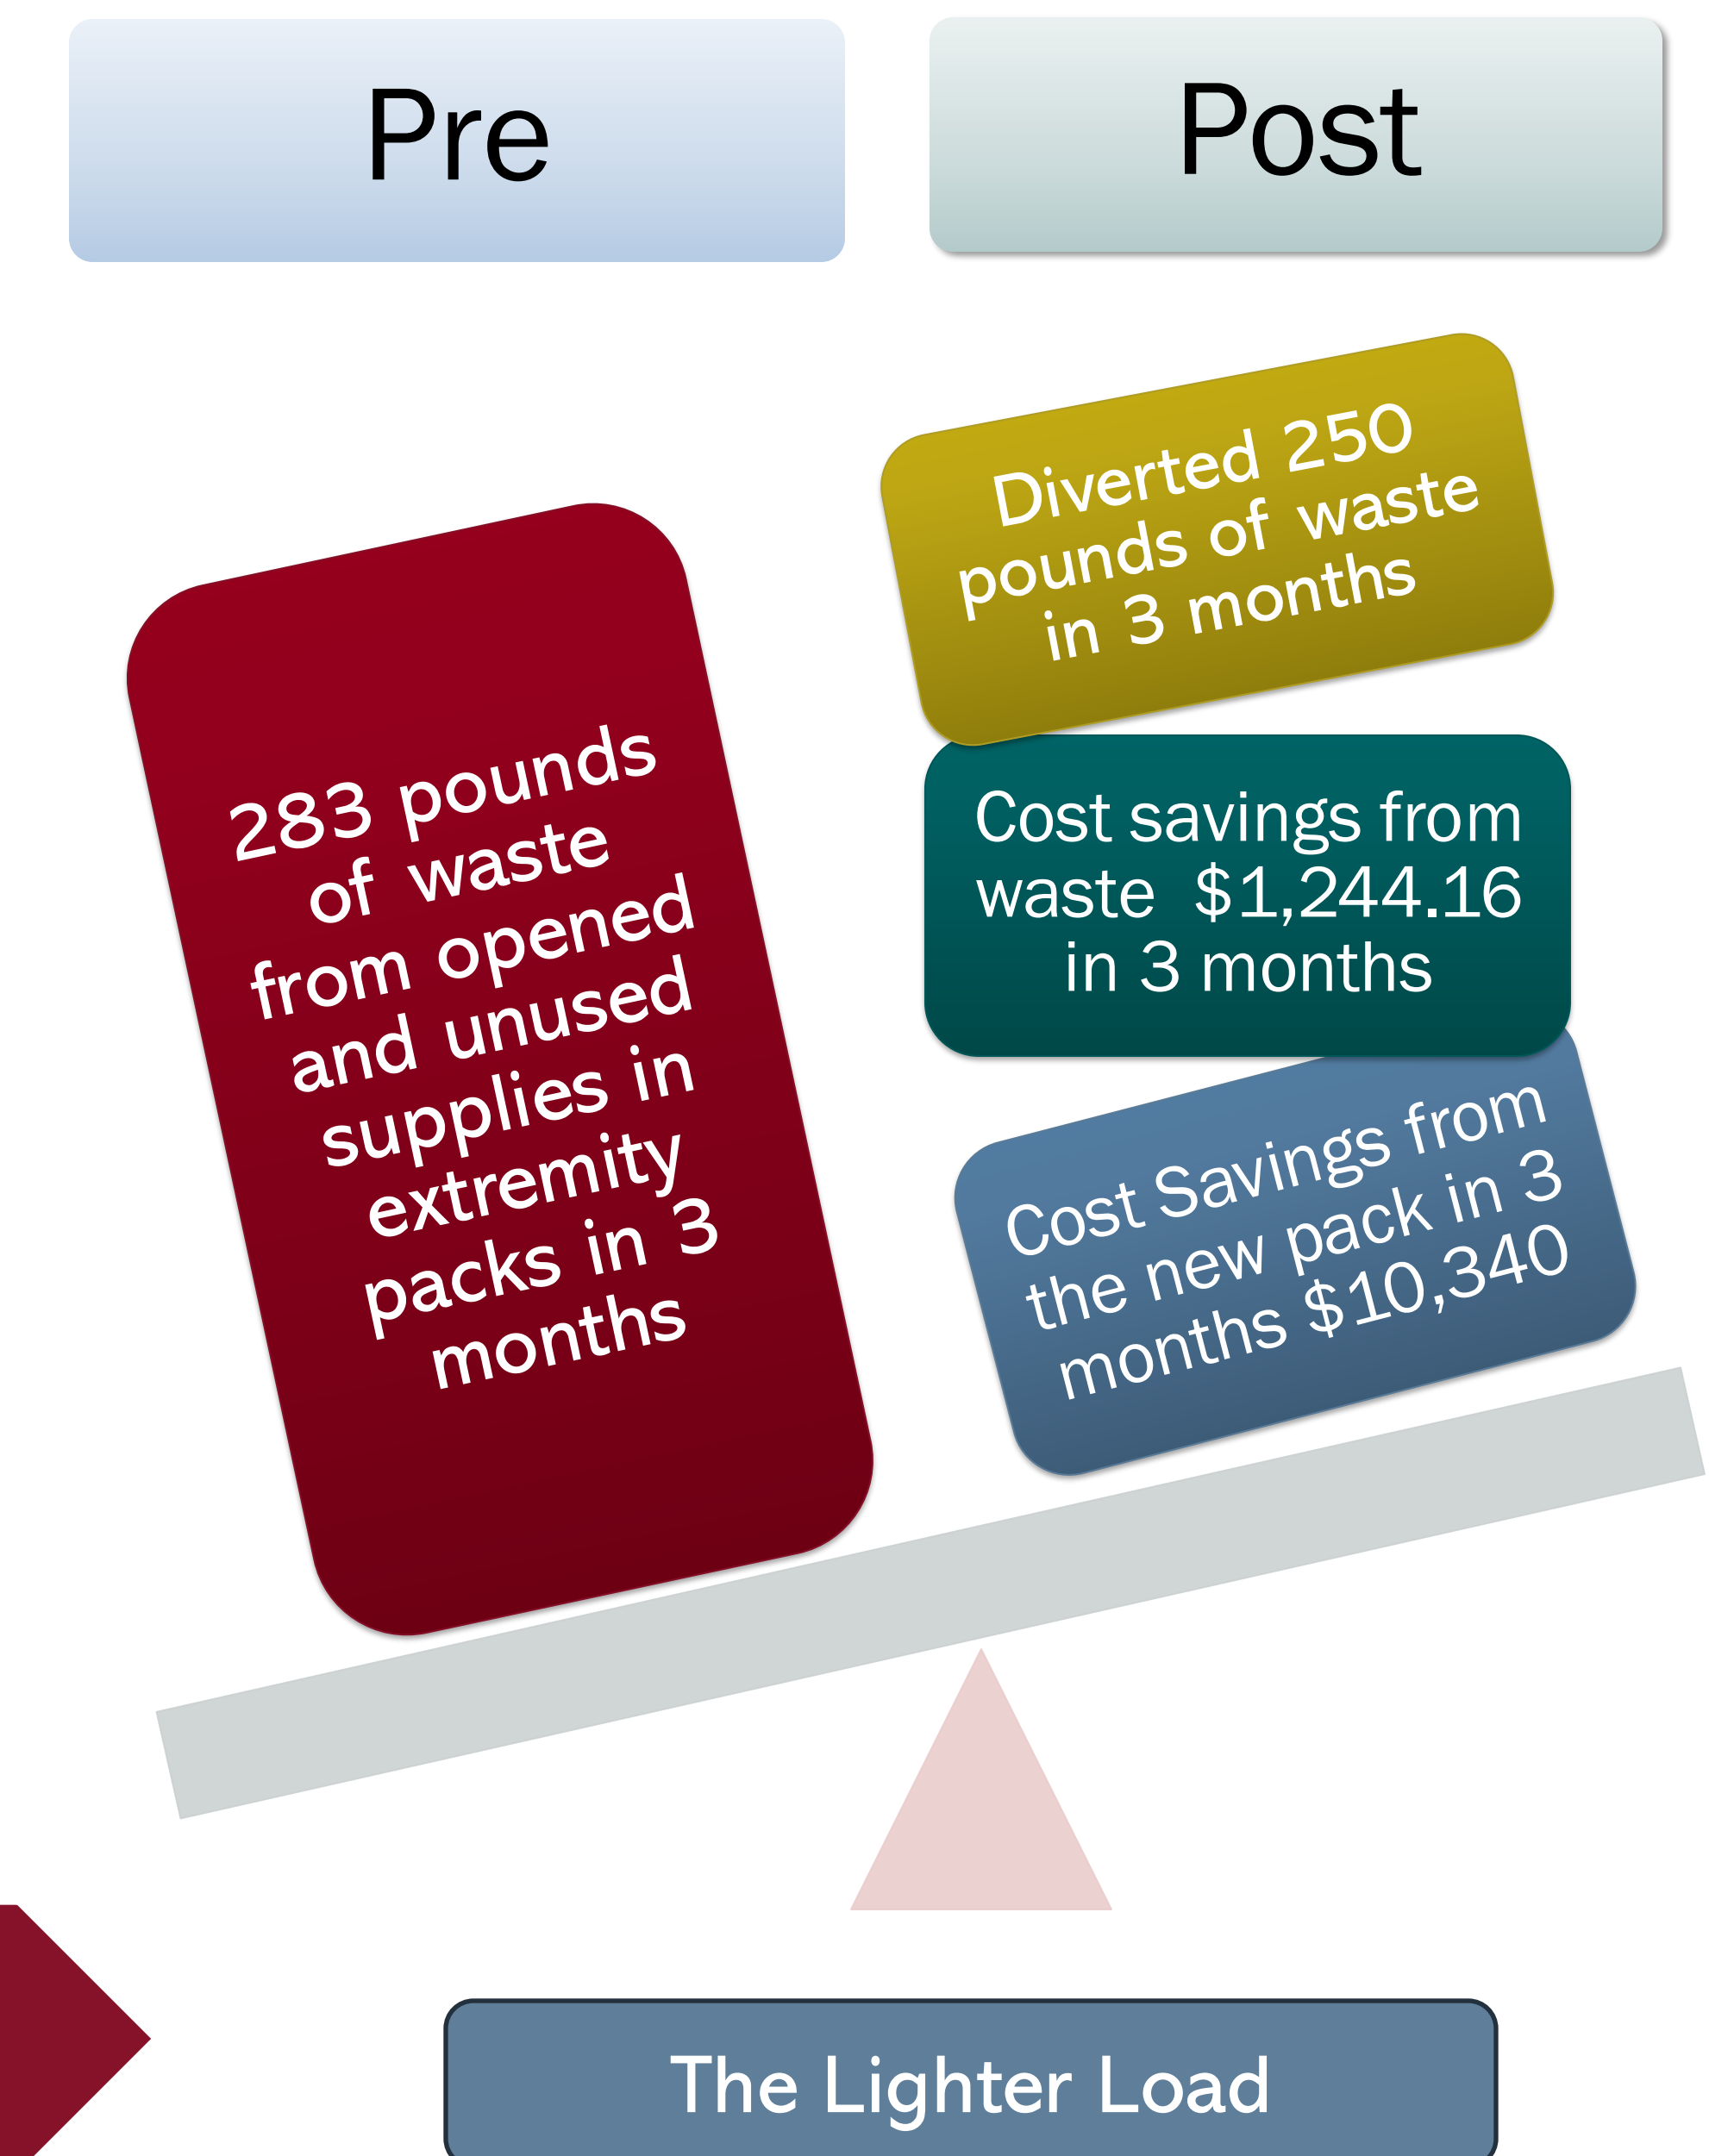 Pre
Post
283 pounds
of waste
from opened
and unused
supplies in
extremity
packs in 3
months
Diverted 250
pounds of waste
in 3 months
Cost savings from
waste $1,244.16
in 3 months
Cost Savings from
the new pack in 3
months $10,340
The Lighter Load